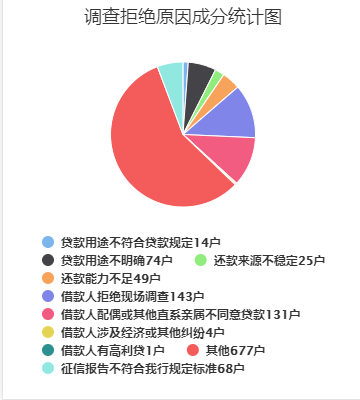 调查拒绝原因成分统计图
贷款用途不符合贷款规定14户
贷款用途不明确74户 还款来源不稳定25户
还款能力不足49户
借款人拒绝现场调查143户
借款人配偶或其他直系亲属不同意贷款131户
借款人涉及经济或其他纠纷4户
借款人有高利贷1户 其他677户
征信报告不符合我行规定标准68户